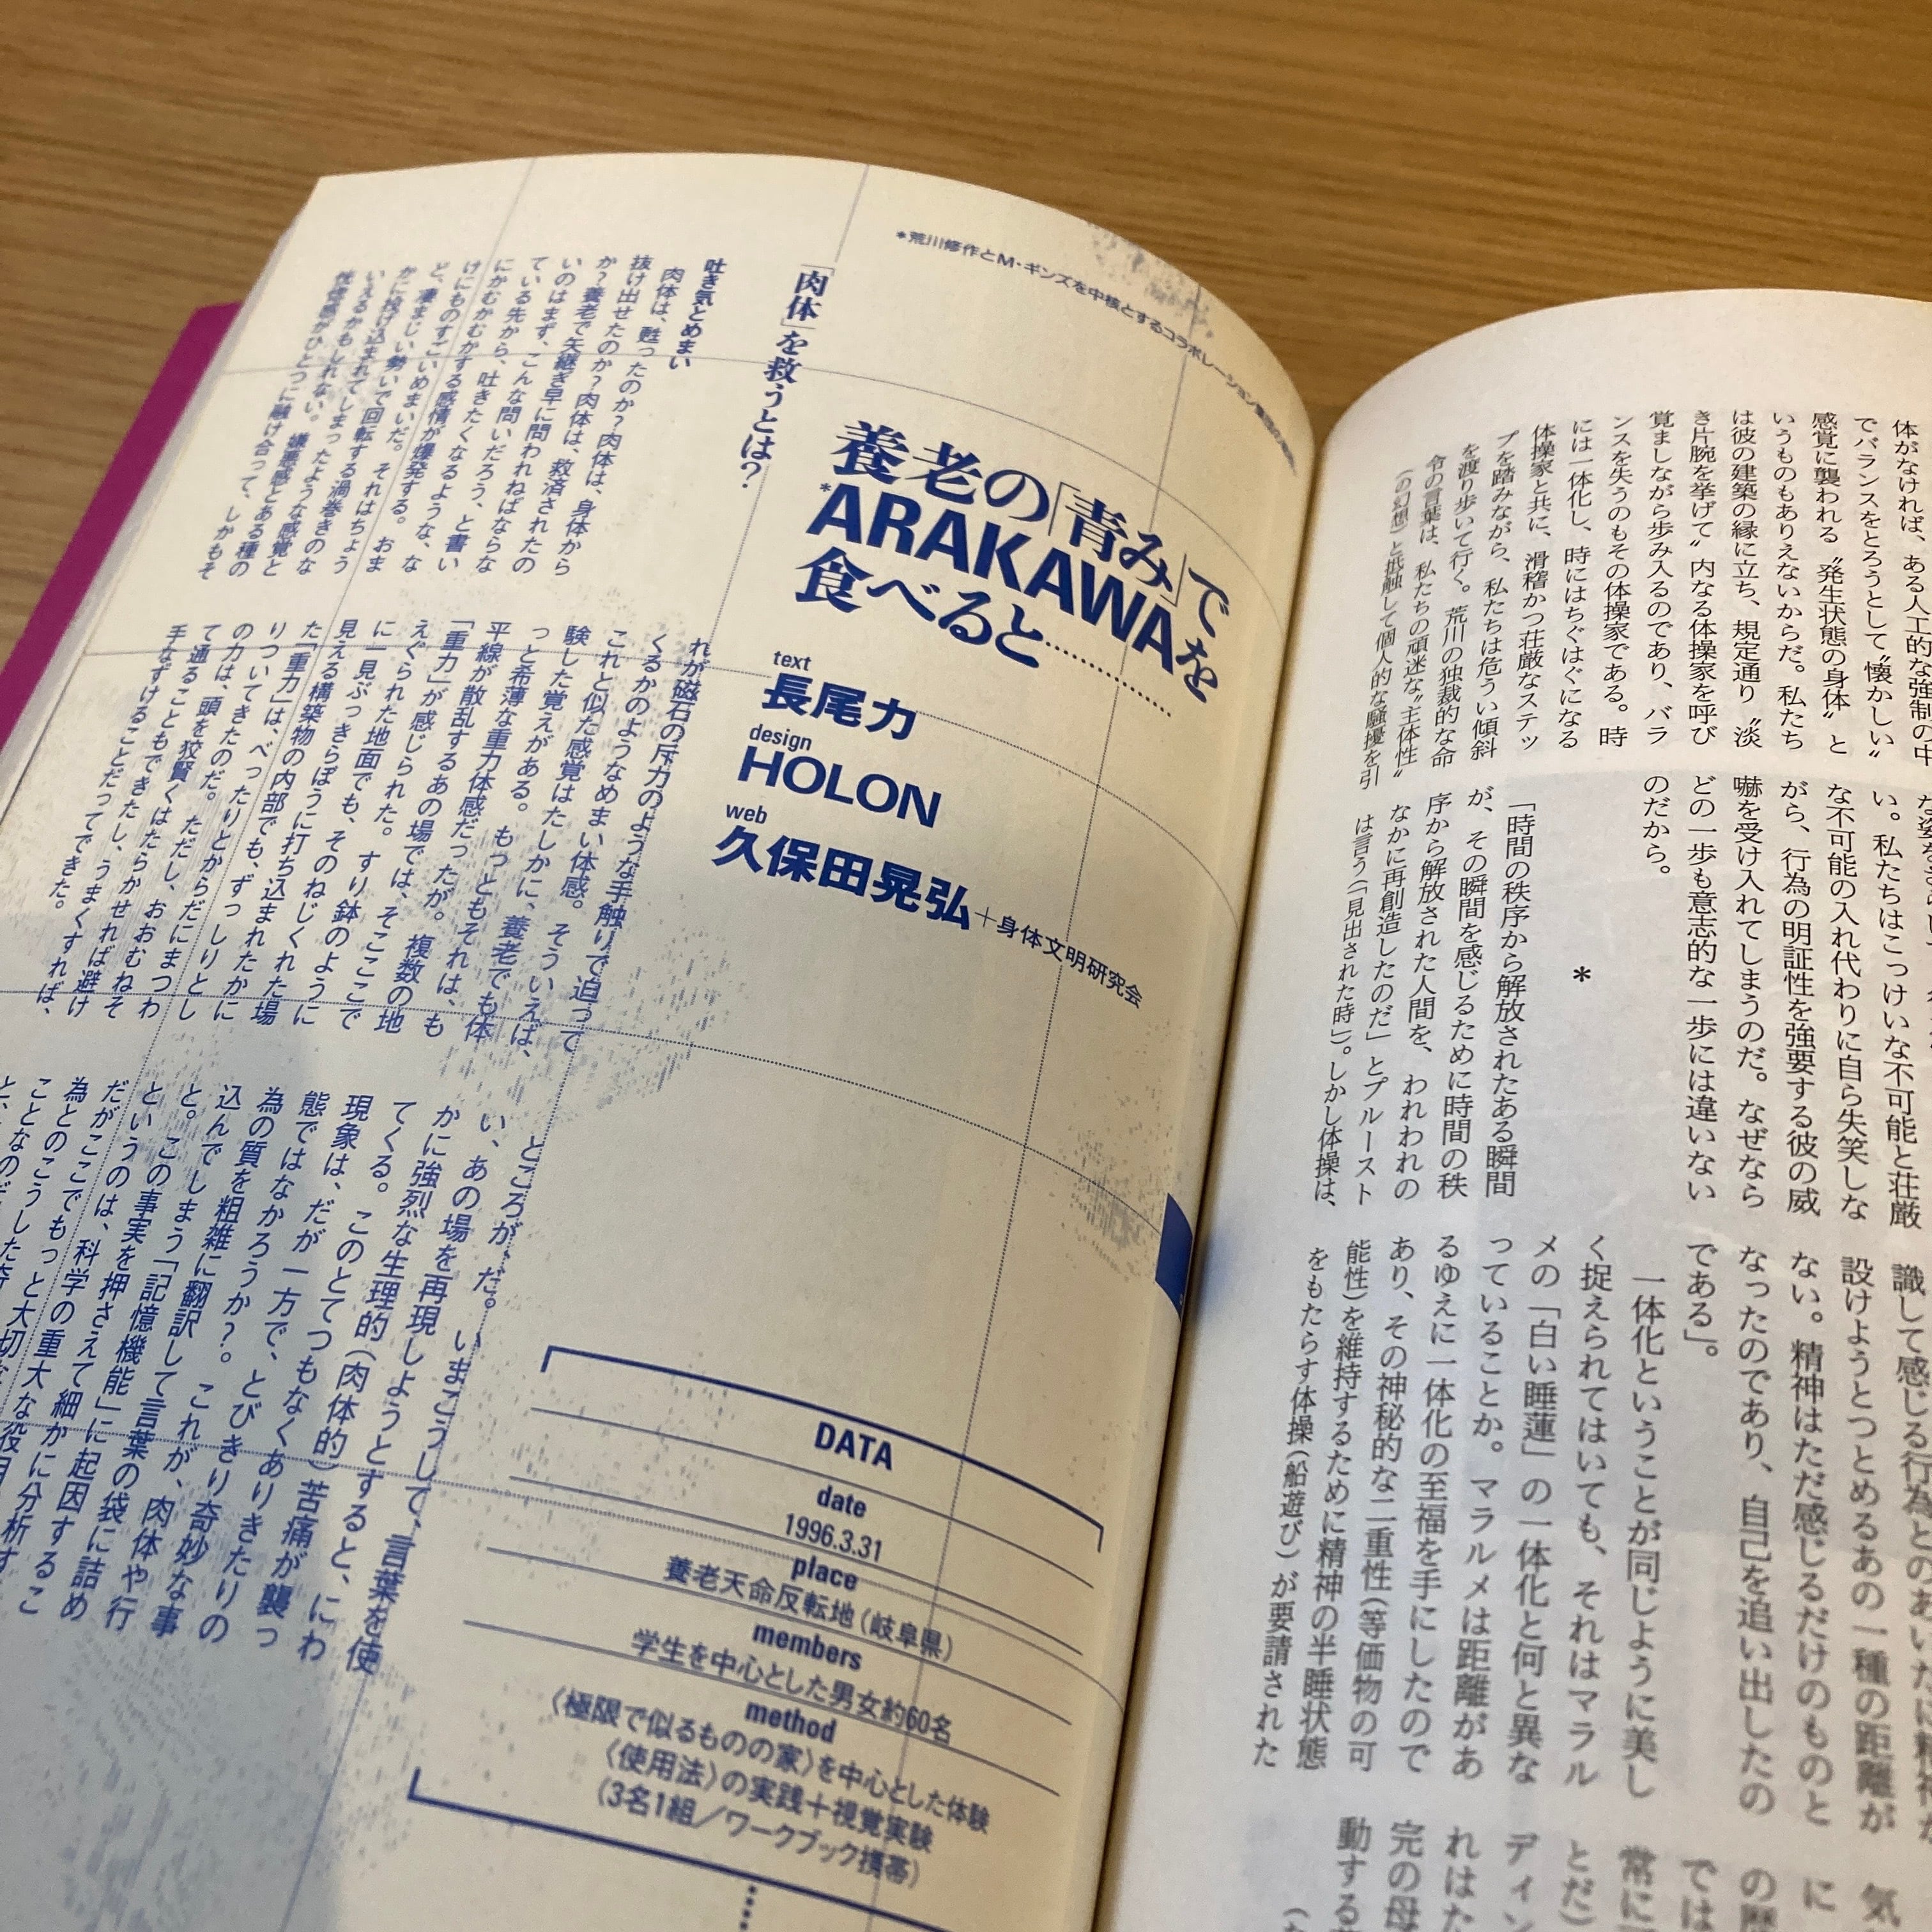 体がなければ、ある人工的な強制の中
でバランスをとろうとして〝懐かしい〟
感覚に襲われる〝発生状態の身体〟と
いうものもありえないからだ。私たち
は彼の建築の縁に立ち、規定通り〝淡
き片腕を挙げて〟内なる体操家を呼び
覚ましながら歩み入るのであり、バラ
ンスを失うのもその体操家である。時
には一体化し、時にはちぐはぐになる
体操家と共に、滑稽かつ荘厳なステッ
プを踏みながら、私たちは危うい傾斜
を渡り歩いて行く。荒川の独裁的な命
令の言葉は、私たちの頑迷な〝主体性〟
(の幻想)と抵触して個人的な騒擾を引
い。私たちはこっけいな不可能と荘厳
な不可能の入れ代わりに自ら失笑しな
がら、行為の明証性を強要する彼の威
嚇を受け入れてしまうのだ。なぜなら
どの一歩も意志的な一歩には違いない
のだから。
*
「時間の秩序から解放されたある瞬間
が、その瞬間を感じるために時間の秩
序から解放された人間を、われわれの
なかに再創造したのだ」とプルースト
は言う(「見出された時」)。しかし体操は、
識して感じる行為とのあいだに精神が
設けようとつとめるあの一種の距離が
ない。精神はただ感じるだけのものと
なったのであり、自己を追い出したの
である」。
一体化ということが同じように美し
く捉えられてはいても、それはマラル
メの「白い睡蓮」の一体化と何と異な
っていることか。マラルメは距離があ
るゆえに一体化の至福を手にしたので
あり、その神秘的な二重性(等価物の可
能性)を維持するために精神の半睡状態
をもたらす体操(船遊び)が要請された
*荒川修作とM・ギンズを中核とするコラボレーション
養老の「青み」で
*ARAKAWAを
食べると…………
text
長尾力
design
HOLON
web
久保田晃弘+身体文明研究会
「肉体」を救うとは?
吐き気とめまい
肉体は、甦ったのか?肉体は、身体から
抜け出せたのか?肉体は、救済されたの
か?養老で矢継ぎ早に問われねばならな
いのはまず、こんな問いだろう、と書い
ている先から、吐きたくなるような、な
にかむかむかする感情が爆発する。おま
けにものすごいめまいだ。それはちょう
ど、凄まじい勢いで回転する渦巻きのな
かに投げ込まれてしまったような感覚と
いえるかもしれない。嫌悪感とある種の
恍惚感がひとつに融け合って、しかもそ
れが磁石の斥力のような手触りで迫って
くるかのようなめまい体感。そういえば、
これと似た感覚はたしかに、養老でも体
験した覚えがある。もっともそれは、も
っと希薄な重力体感だったが。複数の地
平線が散乱するあの場では、そこここで
「重力」が感じられた。すり鉢のように
えぐられた地面でも、そのねじくれた場
に一見ぶっきらぼうに打ち込まれたかに
見える構築物の内部でも、ずっしりとし
た「重力」は、べったりとからだにまつわ
りついてきたのだ。ただし、おおむねそ
の力は、頭を狡賢くはたらかせれば避け
て通ることもできたし、うまくすれば、
手なずけることだってできた。
ところが、だ。いまこうして、言葉を使
い、あの場を再現しようとすると、にわ
かに強烈な生理的(肉体的)苦痛が襲っ
てくる。このとてつもなくありきたりの
現象は、だが一方で、とびきり奇妙な事
態ではなかろうか?。これが、肉体や行
為の質を粗雑に翻訳して言葉の袋に詰め
込んでしまう「記憶機能」に起因するこ
と。この事実を押さえて細かに分析す
というのは、科学の重大な役目
だがここでもっと大切な
DATA
date
1996.3.31
place
養老天命反転地(岐阜県)
members
学生を中心とした男女約60名
method
〈極限で似るものの家〉を中心とした体験
〈使用法〉の実践+視覚実験
(3名1組/ワークブック携帯)